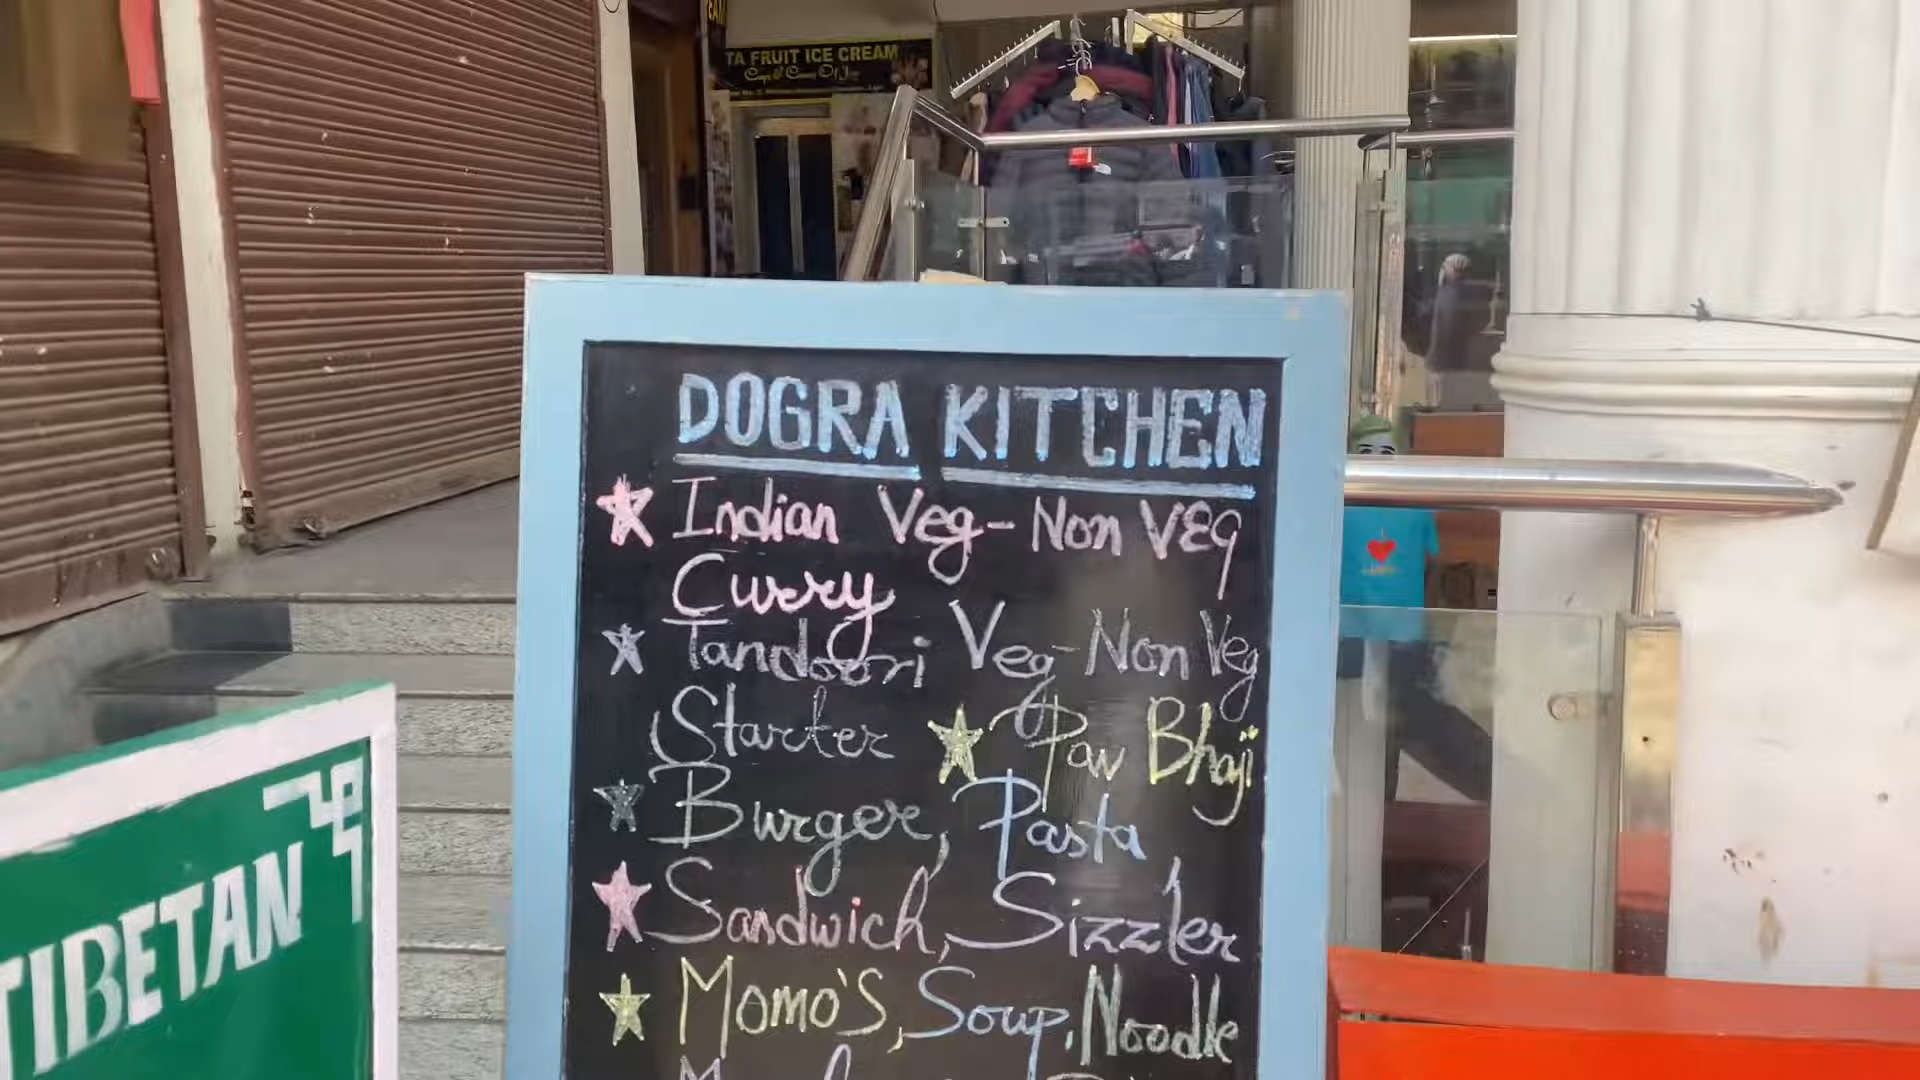 TA FRUIT ICE CREAM
DOGRA KITCHEN
Indian Veg-Non VEG
Curry
Tandoori Veg-Non Veg
Starter Pav Bhaji
Burger, Pasta
Sandwich, Sizzler
Momo's, Soup, Noodle
TIBETAN